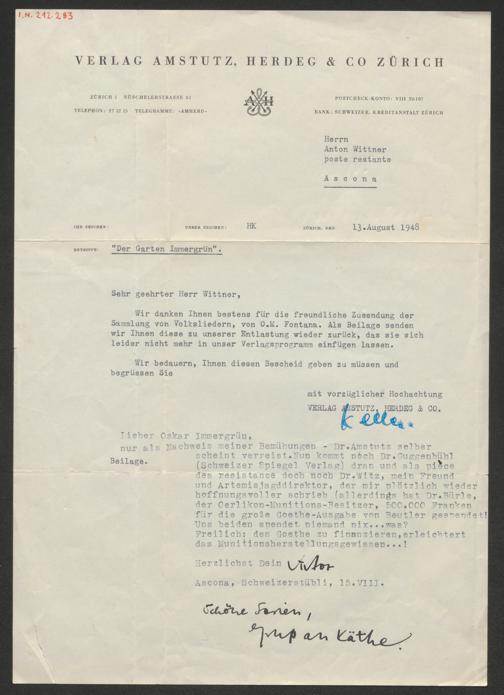 I.N. 212.283
VERLAG AMSTUTZ, HERDEG & CO ZÜRICH
ZÜRICH 1 NÜSCHELERSTRASSE
TELEPHON: TELEGRAMME: «AMHERD»
AH
POSTCHECK-KONTO: VIII
BANK: SCHWEIZER. KREDITANSTALT ZÜRICH
Herrn
Anton Wittner
poste restante
Ascona
IHR ZEICHEN: UNSER ZEICHEN: HK ZÜRICH, DEN 13.August 1948
BETRIFFT: "Der Garten Immergrün".
Sehr geehrter Herr Wittner,
Wir danken Ihnen bestens für die freundliche Zusendung der
Sammlung von Volksliedern, von O.M. Fontana. Als Beilage senden
wir Ihnen diese zu unserer Entlastung wieder zurück, da sie sich
leider nicht mehr in unser Verlagsprogramm einfügen lassen.
Wir bedauern, Ihnen diesen Bescheid geben zu müssen und
begrüssen Sie
mit vorzüglicher Hochachtung
VERLAG AMSTUTZ, HERDEG & CO.
Lieber Oskar Immergrün,
nur als Nachweis meiner Bemühungen - Dr.Amstutz selber
scheint verreist.Nun kommt noch Dr.Guggenbühl
Beilage.
(Schweizer Spiegel Verlag) dran und als pièce
des resistance doch noch Dr.Witz, mein Freund
und Artemisjagddirektor, der mir plötzlich wieder
hoffnungsvoller schrieb (allerdings hat Dr.Bürle,
der Oerlikon-Munitions-Besitzer, 500.000 Franken
für die große Goethe-Ausgabe von Beutler gespendet!
Uns beiden spendet niemand nix...was?
Freilich: den Goethe zu finanzieren,erleichtert
das Munitionsherstellungsgewissen...!
Herzlichst Dein Victor
Ascona, Schweizerstübli, 15.VIII.
Schöne Ferien,
Gruß an Käthe.